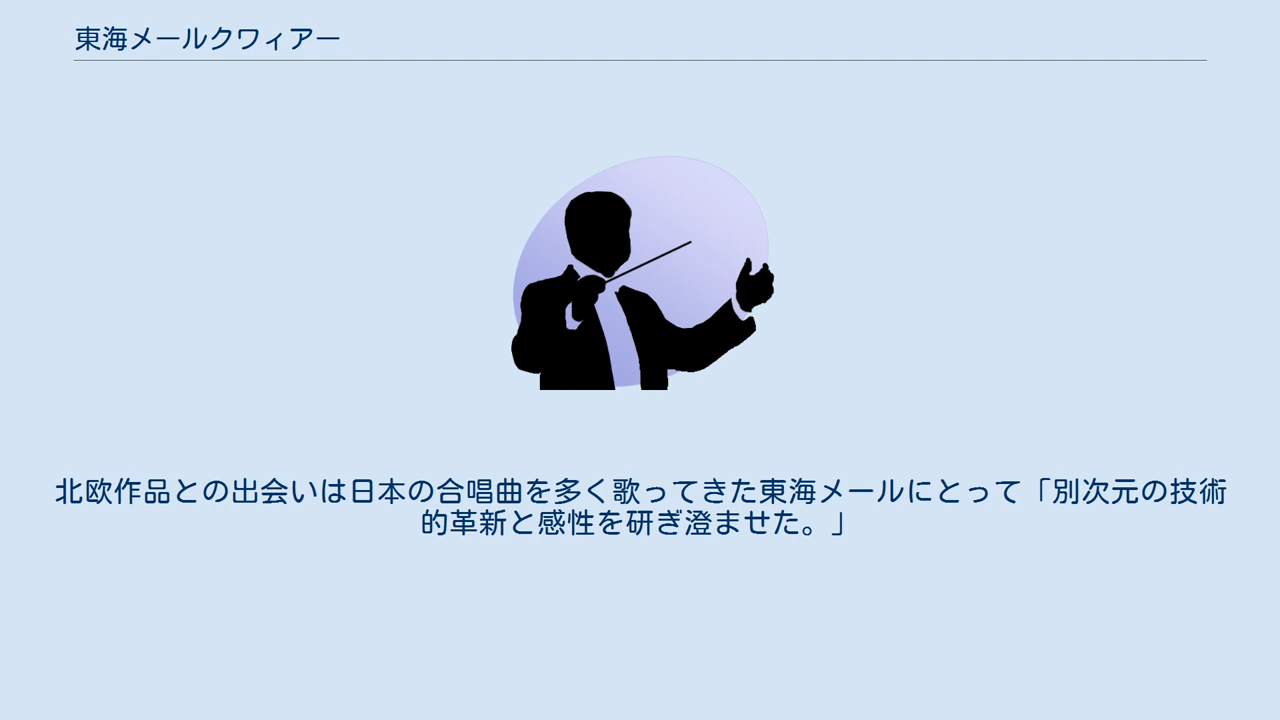 東海メールクワィアー
北欧作品との出会いは日本の合唱曲を多く歌ってきた東海メールにとって「別次元の技術
的革新と感性を研ぎ澄ませた。」